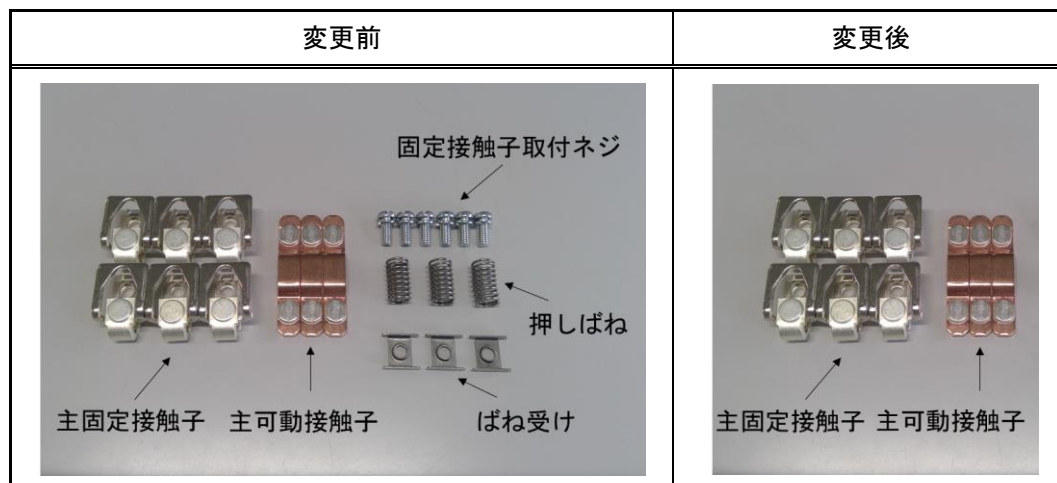 変更前
変更後
固定接触子取付ネジ
押しばね
ばね受け
主固定接触子
主可動接触子
主固定接触子
主可動接触子